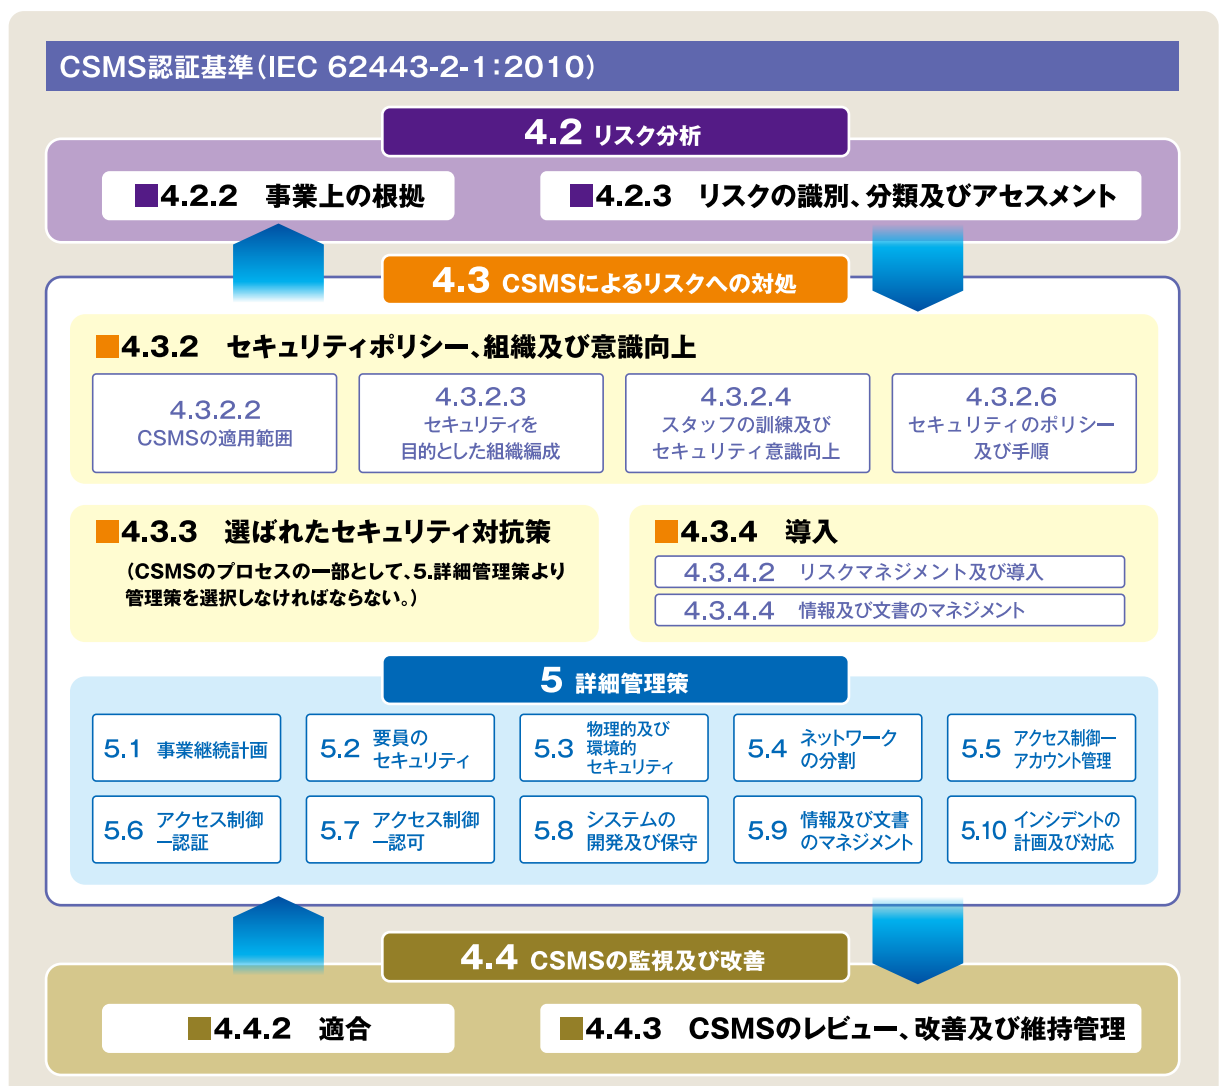 CSMS認証基準(IEC 62443-2-1:2010)
4.2 リスク分析
■4.2.2 事業上の根拠
■4.2.3 リスクの識別、分類及びアセスメント
4.3 CSMSによるリスクへの対処
■4.3.2 セキュリティポリシー、組織及び意識向上
4.3.2.2
CSMSの適用範囲
4.3.2.3
セキュリティを
目的とした組織編成
4.3.2.4
スタッフの訓練及び
セキュリティ意識向上
4.3.2.6
セキュリティのポリシー
及び手順
■4.3.3 選ばれたセキュリティ対抗策
(CSMSのプロセスの一部として、5.詳細管理策より
管理策を選択しなければならない。)
■4.3.4 導入
4.3.4.2 リスクマネジメント及び導入
4.3.4.4 情報及び文書のマネジメント
5 詳細管理策
5.1 事業継続計画
5.2 要員の
セキュリティ
5.3 物理的及び
環境的
セキュリティ
5.4 ネットワーク
の分割
5.5 アクセス制御ー
アカウント管理
5.6 アクセス制御
ー認証
5.7 アクセス制御
ー認可
5.8 システムの
開発及び保守
5.9 情報及び文書
のマネジメント
5.10 インシデントの
計画及び対応
4.4 CSMSの監視及び改善
■4.4.2 適合
■4.4.3 CSMSのレビュー、改善及び維持管理